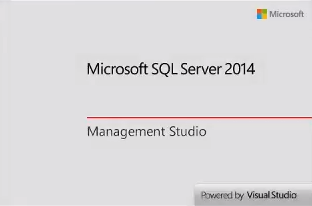 Microsoft
Microsoft SQL Server 2014
Management Studio
Powered by Visual Studio